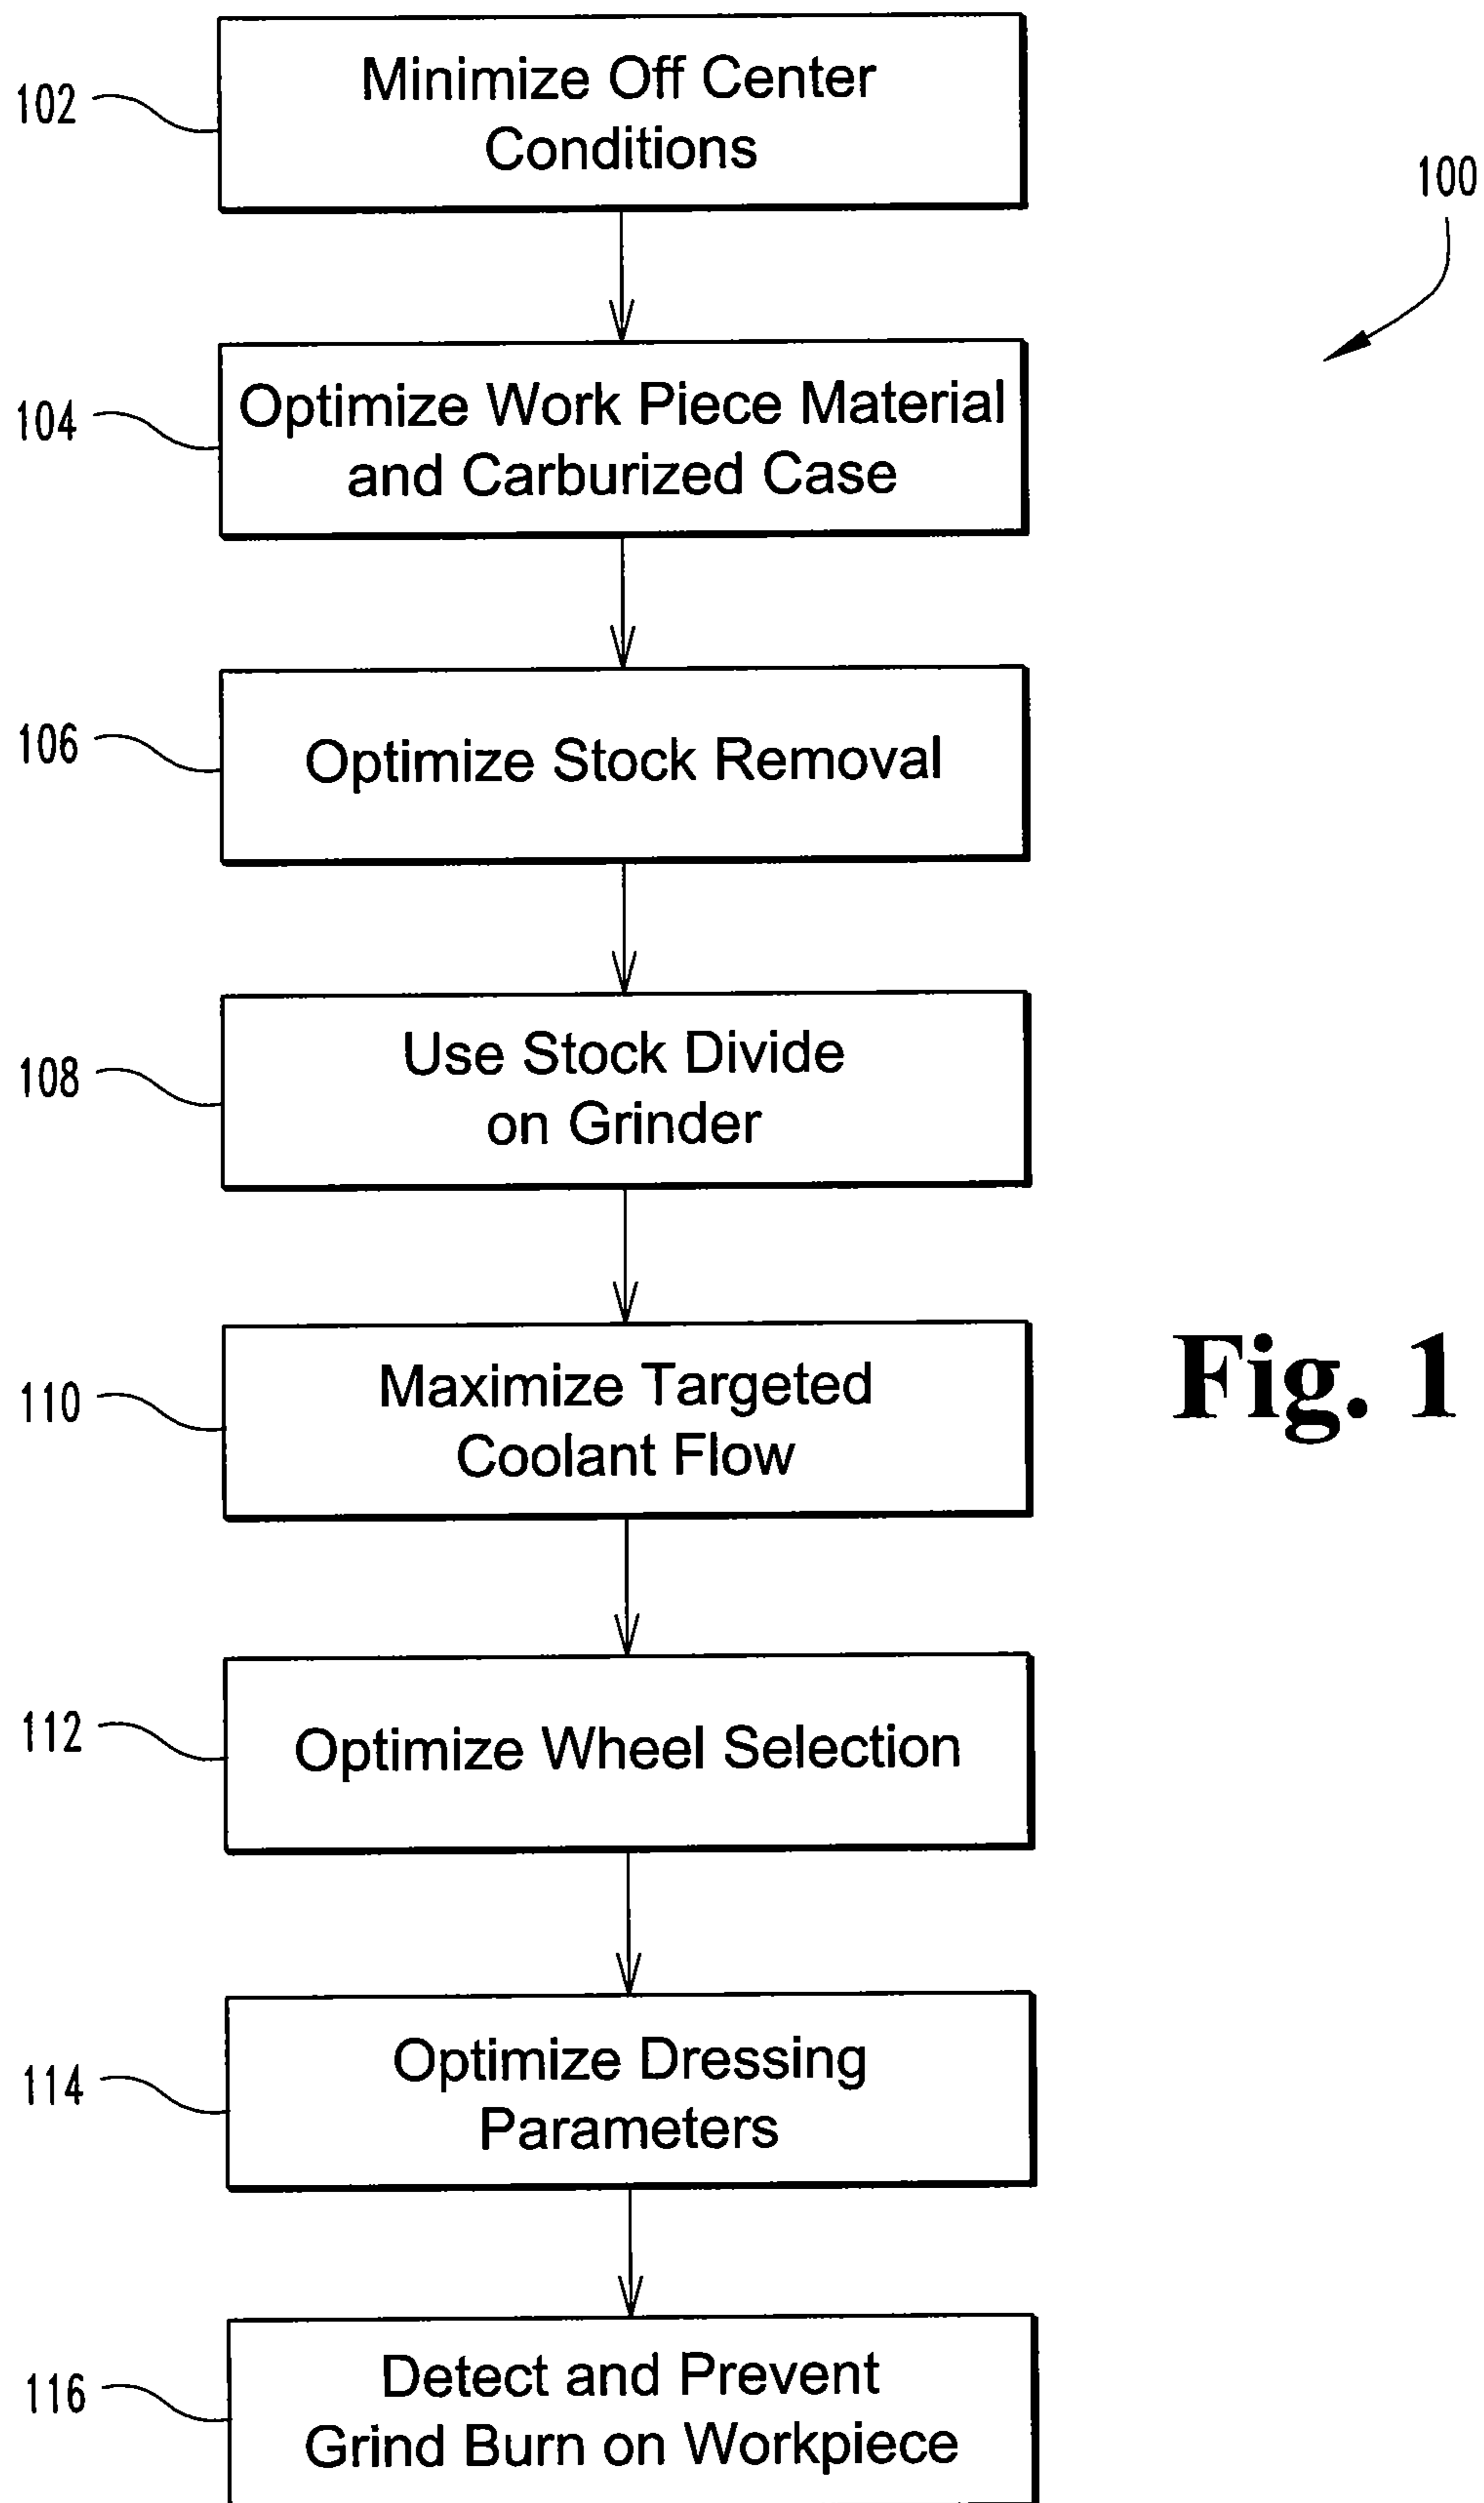 102
Minimize Off Center
Conditions
100
104
Optimize Work Piece Material
and Carburized Case
106
Optimize Stock Removal
108
Use Stock Divide
on Grinder
110
Maximize Targeted
Coolant Flow
Fig. 1
112
Optimize Wheel Selection
114
Optimize Dressing
Parameters
116
Detect and Prevent
Grind Burn on Workpiece